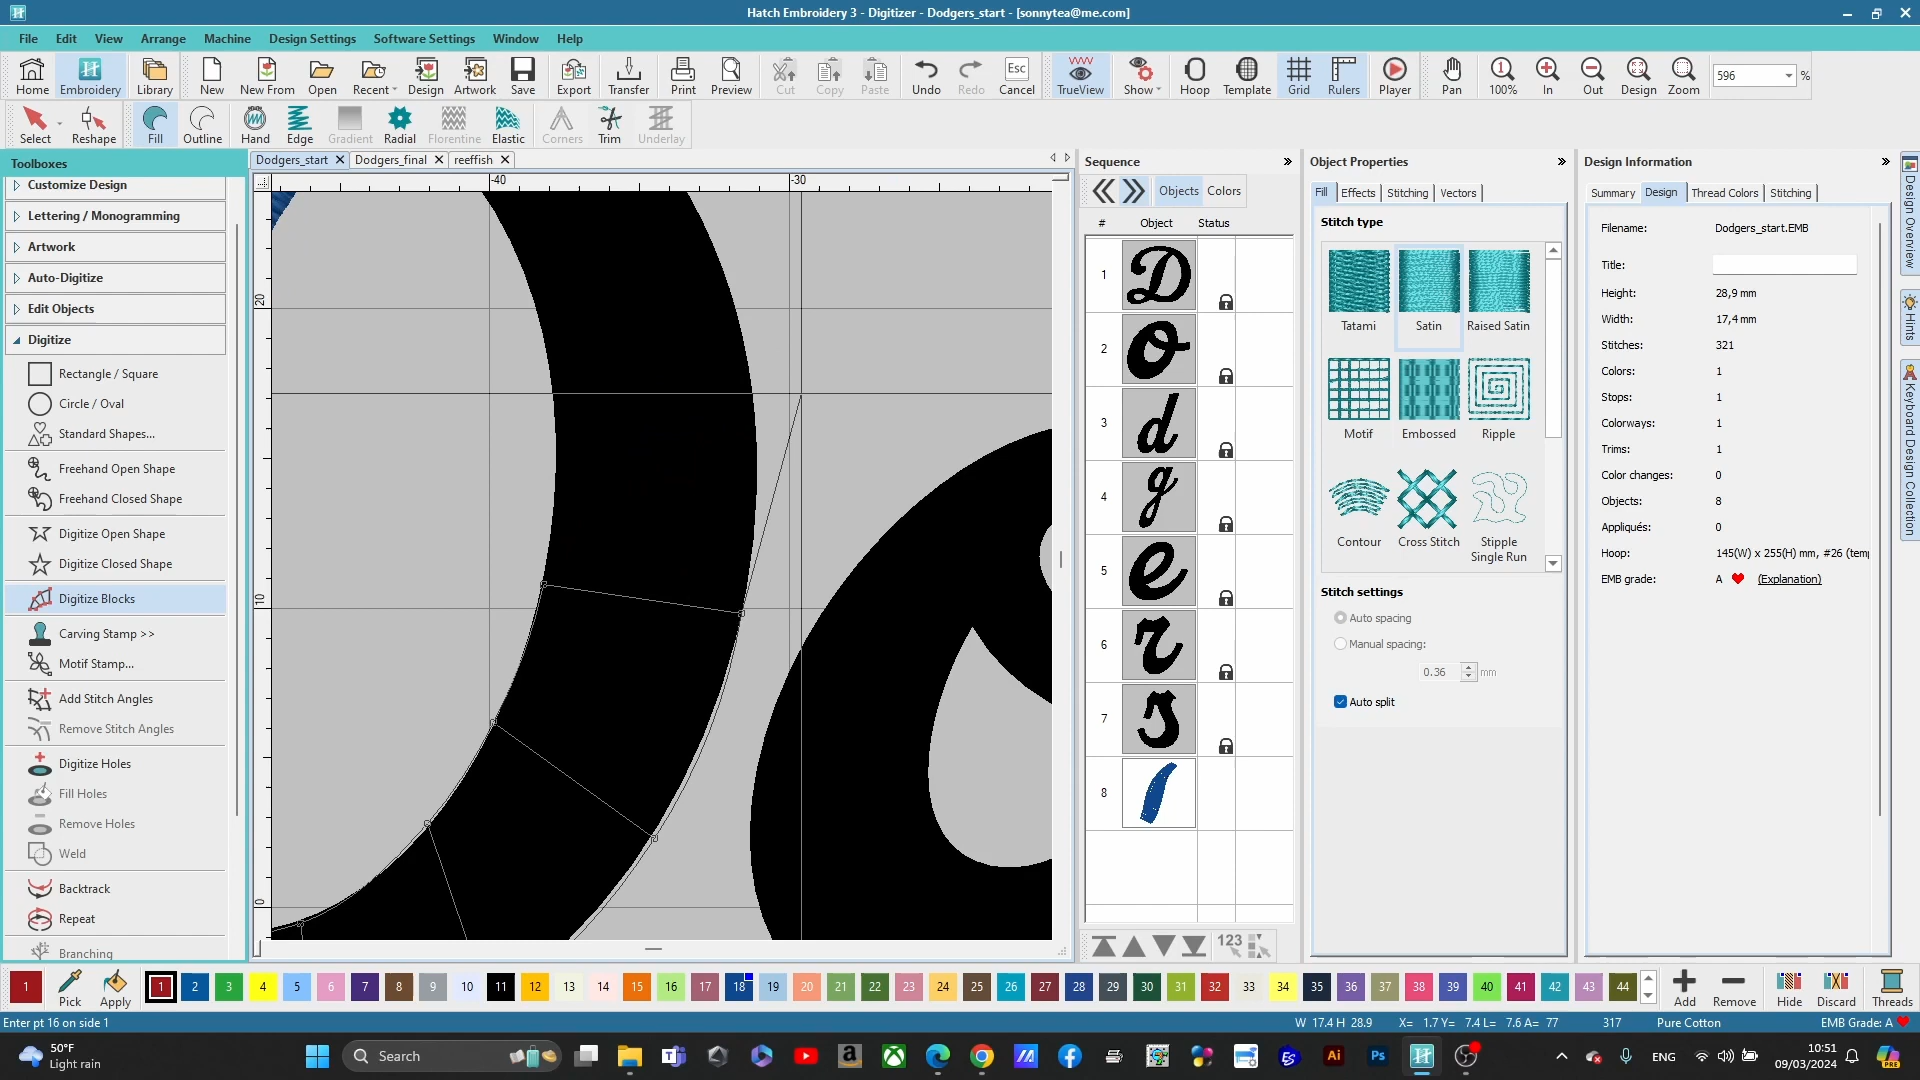 Hatch Embroidery 3 - Digitizer - Dodgers_start - [sonnytea@me.com]
File Edit View Arrange Machine Design Settings Software Settings Window Help
Home Embroidery Library New New From Open Recent Design Artwork Save Export Transfer Print Preview Cut Copy Paste Undo Redo Cancel TrueView Show Hoop Template Grid Rulers Player Pan 100% In Out Design Zoom 596 %
Esc
Select Reshape Fill Outline Hand Edge Gradient Radial Florentine Elastic Corners Trim Underlay
Toolboxes
Customize Design
Lettering / Monogramming
Artwork
Auto-Digitize
Edit Objects
Digitize
Rectangle / Square
Circle / Oval
Standard Shapes...
Freehand Open Shape
Freehand Closed Shape
Digitize Open Shape
Digitize Closed Shape
Digitize Blocks
Carving Stamp >>
Motif Stamp...
Add Stitch Angles
Remove Stitch Angles
Digitize Holes
Fill Holes
Remove Holes
Weld
Backtrack
Repeat
Branching
Dodgers_start Dodgers_final reeffish
-40 -30
20
10
0
Sequence
Objects Colors
# Object Status
1 D
2 o
3 d
4 g
5 e
6 r
7 s
8
123
Object Properties
Fill Effects Stitching Vectors
Stitch type
Tatami Satin Raised Satin
Motif Embossed Ripple
Contour Cross Stitch Stipple
Single Run
Stitch settings
Auto spacing
Manual spacing:
0.36 mm
Auto split
Design Information
Summary Design Thread Colors Stitching
Filename: Dodgers_start.EMB
Title:
Height: 28,9 mm
Width: 17,4 mm
Stitches: 321
Colors: 1
Stops: 1
Colorways: 1
Trims: 1
Color changes: 0
Objects: 8
Appliqués: 0
Hoop: 145(W) x 255(H) mm, #26 (temp
EMB grade: A (Explanation)
Design Overview
Hints
Keyboard Design Collection
1 Pick Apply 1 2 3 4 5 6 7 8 9 10 11 12 13 14 15 16 17 18 19 20 21 22 23 24 25 26 27 28 29 30 31 32 33 34 35 36 37 38 39 40 41 42 43 44 Add Remove Hide Discard Threads
Enter pt 16 on side 1 W 17.4 H 28.9 X= 1.7 Y= 7.4 L= 7.6 A= 77 317 Pure Cotton EMB Grade: A
50°F
Light rain
Search
Ai Ps
ENG
10:51
09/03/2024